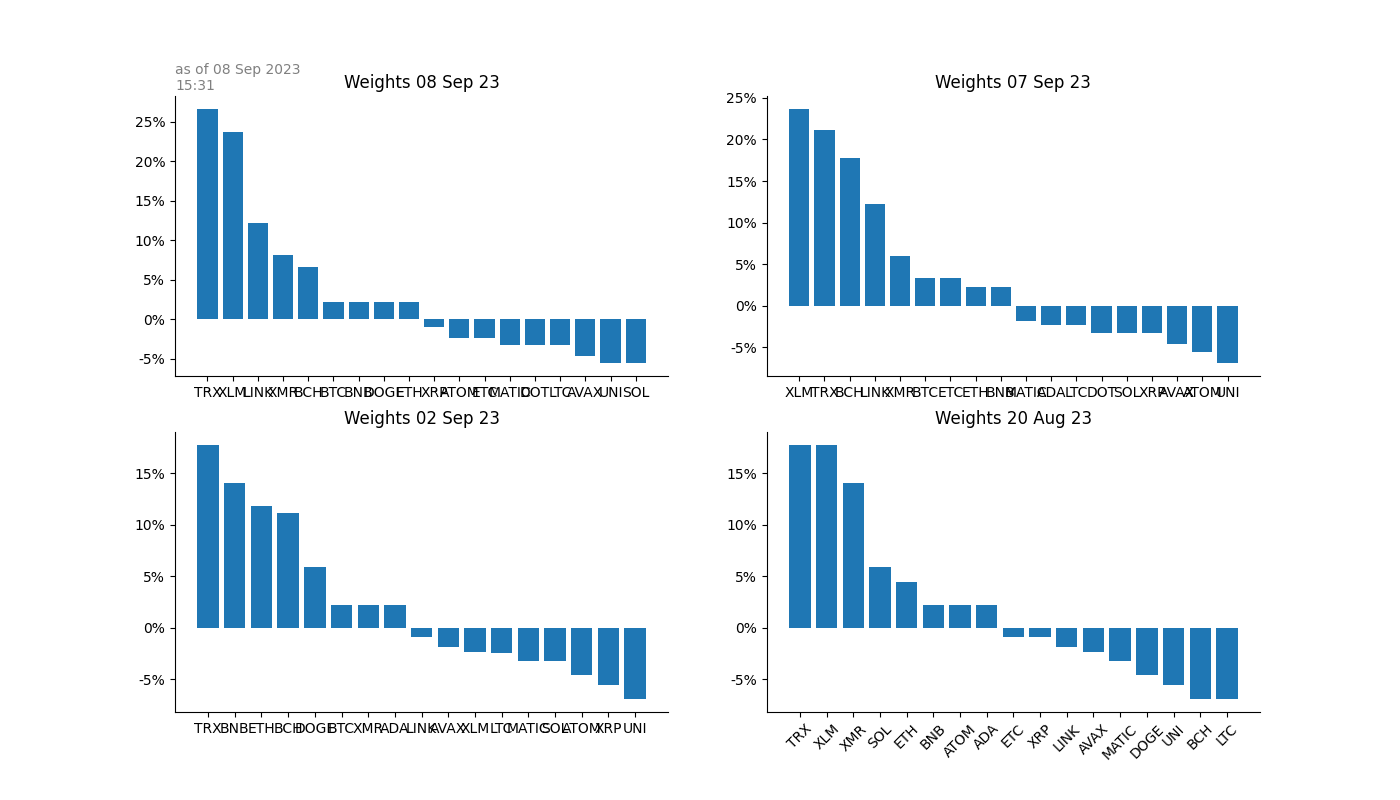 as of 08 Sep 2023
15:31
Weights 08 Sep 23
25%
20%
15%
10%
5%
0%
-5%
TRX XLM LINK XMR BCH BTC BNB DOGE ETH XRP ATOM ETC MATIC DOT LTC AVAX UNI SOL
Weights 07 Sep 23
25%
20%
15%
10%
5%
0%
-5%
XLM TRX BCH LINK XMR BTC ETC ETH BNB MATIC ADA LTC DOT SOL XRP AVAX ATOM UNI
Weights 02 Sep 23
15%
10%
5%
0%
-5%
TRX BNB ETH BCH DOGE BTC XMR ADA LINK AVAX XLM LTC MATIC SOL ATOM XRP UNI
Weights 20 Aug 23
15%
10%
5%
0%
-5%
TRX XLM XMR SOL ETH BNB ATOM ADA ETC XRP LINK AVAX MATIC DOGE UNI BCH LTC